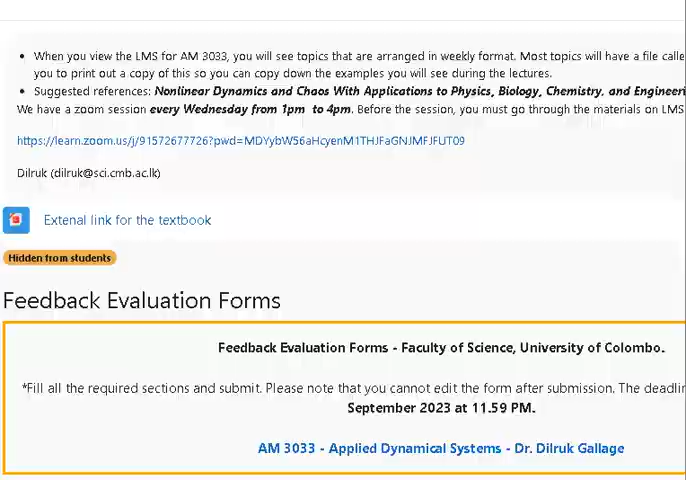 When you view the LMS for AM 3033, you will see topics that are arranged in weekly format. Most topics will have a file calle
you to print out a copy of this so you can copy down the examples you will see during the lectures.
Suggested references: Nonlinear Dynamics and Chaos With Applications to Physics, Biology, Chemistry, and Engineeri
We have a zoom session every Wednesday from 1pm to 4pm. Before the session, you must go through the materials on LMS
https://learn.zoom.us/j/91572677726?pwd=MDYybW56aHcyenM1THJFaGNJMFJFUT09
Dilruk (dilruk@sci.cmb.ac.lk)
Extenal link for the textbook
Hidden from students
Feedback Evaluation Forms
Feedback Evaluation Forms - Faculty of Science, University of Colombo.
*Fill all the required sections and submit. Please note that you cannot edit the form after submission. The deadlin
September 2023 at 11.59 PM.
AM 3033 - Applied Dynamical Systems - Dr. Dilruk Gallage